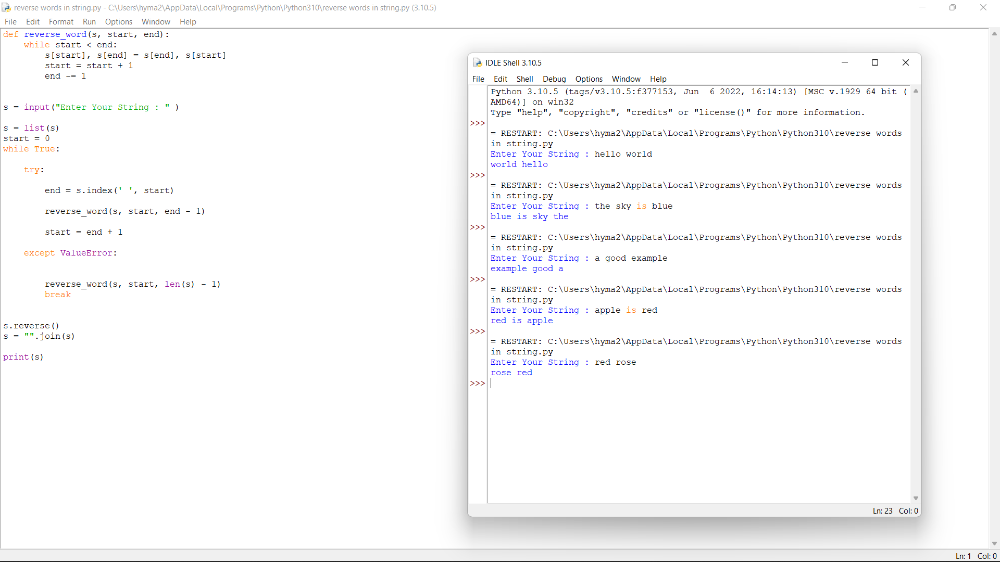 reverse words in string.py - C:\Users\hyma2\AppData\Local\Programs\Python\Python310\reverse words in string.py (3.10.5)
File Edit Format Run Options Window Help
def reverse_word(s, start, end):
    while start < end:
        s[start], s[end] = s[end], s[start]
        start = start + 1
        end -= 1
s = input("Enter Your String : " )
s = list(s)
start = 0
while True:
    try:
        end = s.index(' ', start)
        reverse_word(s, start, end - 1)
        start = end + 1
    except ValueError:
        reverse_word(s, start, len(s) - 1)
        break
s.reverse()
s = "".join(s)
print(s)
Ln: 1 Col: 0
IDLE Shell 3.10.5
File Edit Shell Debug Options Window Help
Python 3.10.5 (tags/v3.10.5:f377153, Jun  6 2022, 16:14:13) [MSC v.1929 64 bit (
AMD64)] on win32
Type "help", "copyright", "credits" or "license()" for more information.
>>>
= RESTART: C:\Users\hyma2\AppData\Local\Programs\Python\Python310\reverse words
in string.py
Enter Your String : hello world
world hello
>>>
= RESTART: C:\Users\hyma2\AppData\Local\Programs\Python\Python310\reverse words
in string.py
Enter Your String : the sky is blue
blue is sky the
>>>
= RESTART: C:\Users\hyma2\AppData\Local\Programs\Python\Python310\reverse words
in string.py
Enter Your String : a good example
example good a
>>>
= RESTART: C:\Users\hyma2\AppData\Local\Programs\Python\Python310\reverse words
in string.py
Enter Your String : apple is red
red is apple
>>>
= RESTART: C:\Users\hyma2\AppData\Local\Programs\Python\Python310\reverse words
in string.py
Enter Your String : red rose
rose red
>>>
Ln: 23 Col: 0